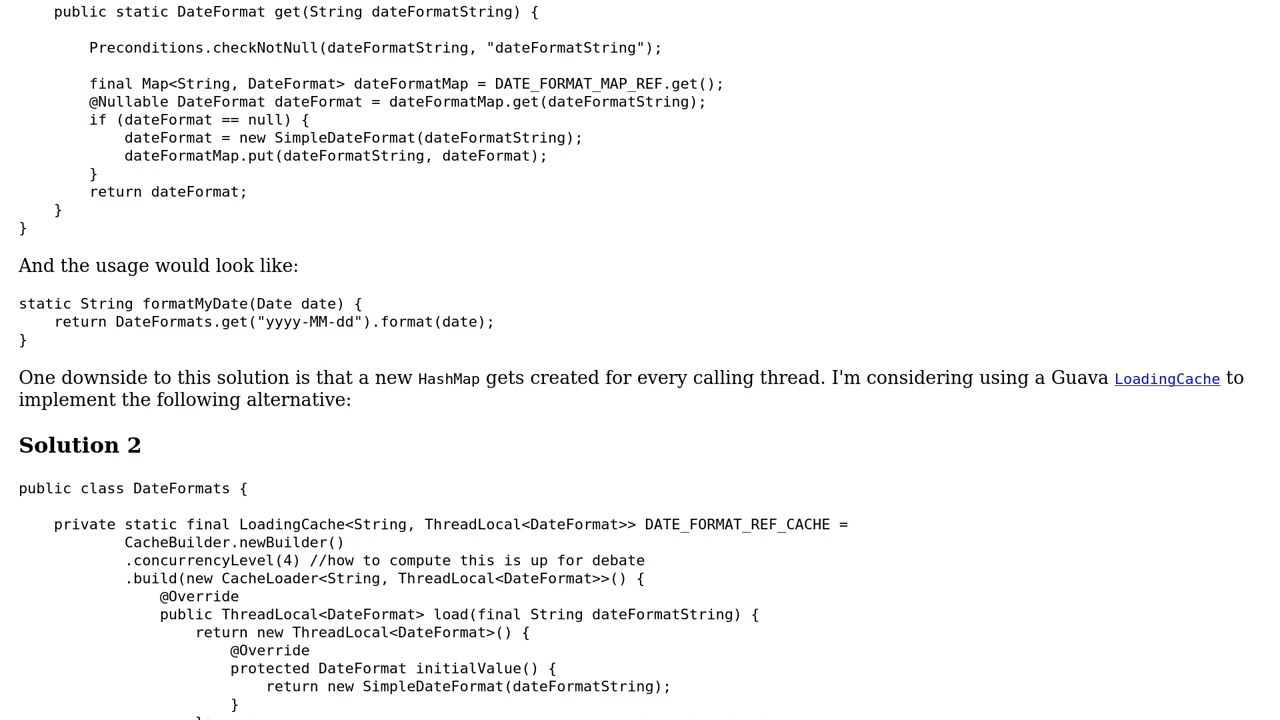 public static DateFormat get(String dateFormatString) {

        Preconditions.checkNotNull(dateFormatString, "dateFormatString");

        final Map<String, DateFormat> dateFormatMap = DATE_FORMAT_MAP_REF.get();
        @Nullable DateFormat dateFormat = dateFormatMap.get(dateFormatString);
        if (dateFormat == null) {
            dateFormat = new SimpleDateFormat(dateFormatString);
            dateFormatMap.put(dateFormatString, dateFormat);
        }
        return dateFormat;
    }
}
And the usage would look like:
static String formatMyDate(Date date) {
    return DateFormats.get("yyyy-MM-dd").format(date);
}
One downside to this solution is that a new HashMap gets created for every calling thread. I'm considering using a Guava LoadingCache to
implement the following alternative:
Solution 2
public class DateFormats {

    private static final LoadingCache<String, ThreadLocal<DateFormat>> DATE_FORMAT_REF_CACHE =
            CacheBuilder.newBuilder()
            .concurrencyLevel(4) //how to compute this is up for debate
            .build(new CacheLoader<String, ThreadLocal<DateFormat>>() {
                @Override
                public ThreadLocal<DateFormat> load(final String dateFormatString) {
                    return new ThreadLocal<DateFormat>() {
                        @Override
                        protected DateFormat initialValue() {
                            return new SimpleDateFormat(dateFormatString);
                        }